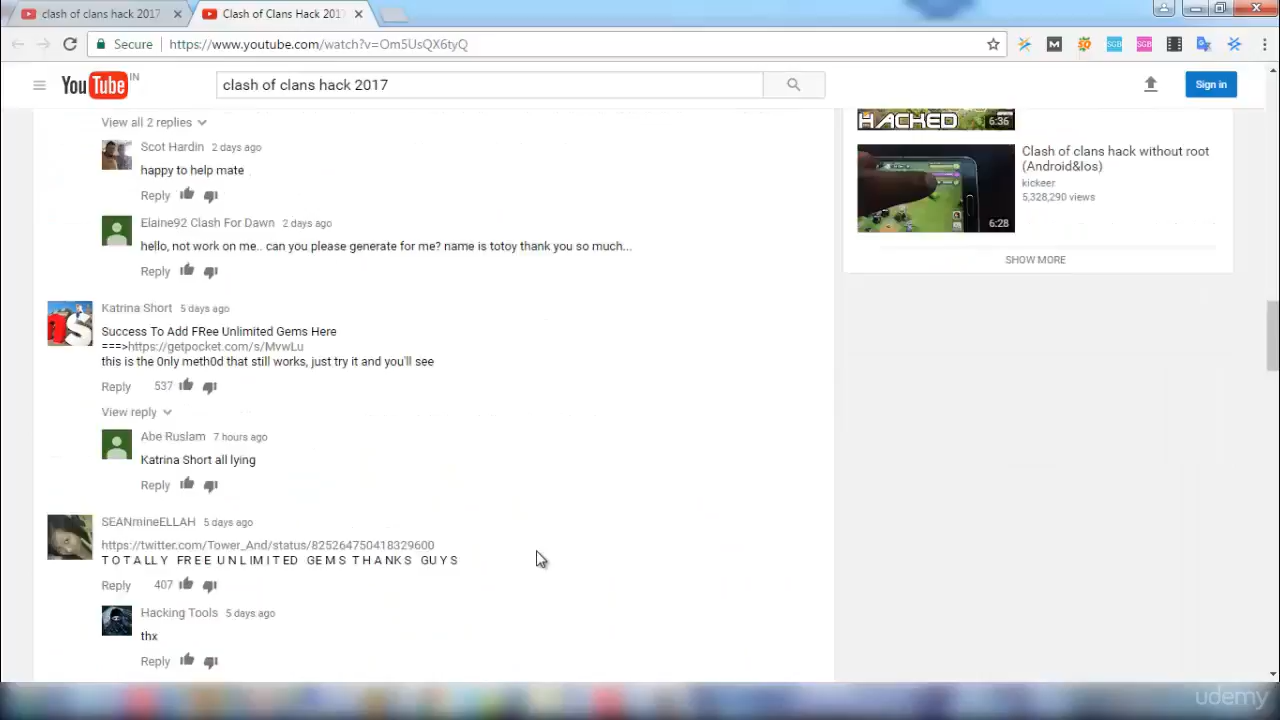 clash of clans hack 2017
Clash of Clans Hack 2017
Secure
https://www.youtube.com/watch?v=Om5UsQX6tyQ
YouTube IN
clash of clans hack 2017
Sign in
View all 2 replies
Scot Hardin 2 days ago
happy to help mate
Reply
Elaine92 Clash For Dawn 2 days ago
hello, not work on me.. can you please generate for me? name is totoy thank you so much...
Reply
Katrina Short 5 days ago
Success To Add FRee Unlimited Gems Here
===>https://getpocket.com/s/MvwLu
this is the 0nly meth0d that still works, just try it and you'll see
Reply 537
View reply
Abe Ruslam 7 hours ago
Katrina Short all lying
Reply
SEANmineELLAH 5 days ago
https://twitter.com/Tower_And/status/825264750418329600
T O T A L L Y F R E E U N L I M I T E D G E M S T H A N K S G U Y S
Reply 407
Hacking Tools 5 days ago
thx
Reply
HACKED
6:36
Clash of clans hack without root
(Android&Ios)
kickeer
5,328,290 views
6:28
SHOW MORE
udemy